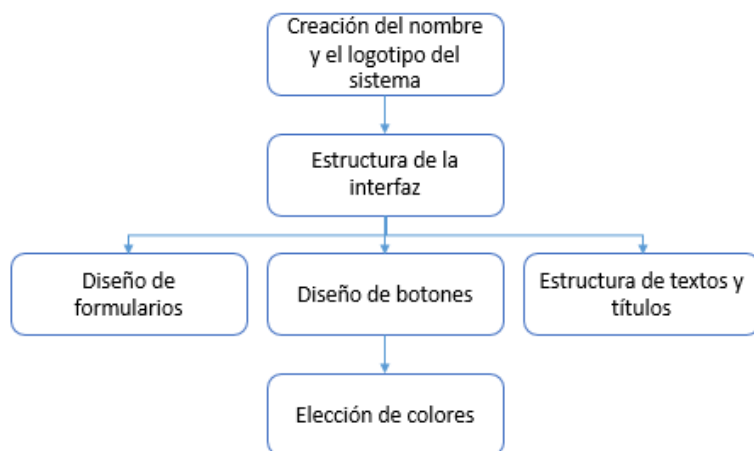 Creación del nombre
y el logotipo del
sistema
Estructura de la
interfaz
Diseño de
formularios
Diseño de botones
Estructura de textos y
títulos
Elección de colores